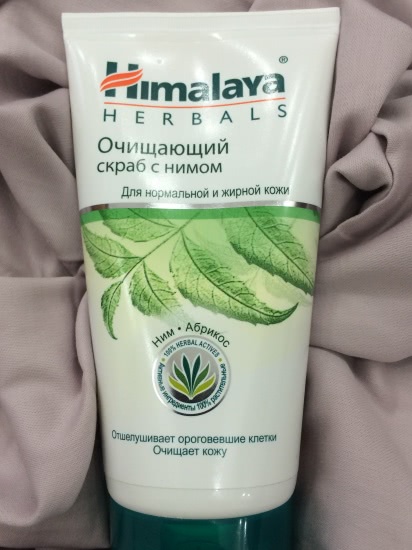 Himalaya®
HERBALS
Очищающий
скраб с нимом
Для нормальной и жирной кожи
Ним • Абрикос
• 100% HERBAL ACTIVES •
Активные ингредиенты 100% растительные
Отшелушивает ороговевшие клетки
Очищает кожу